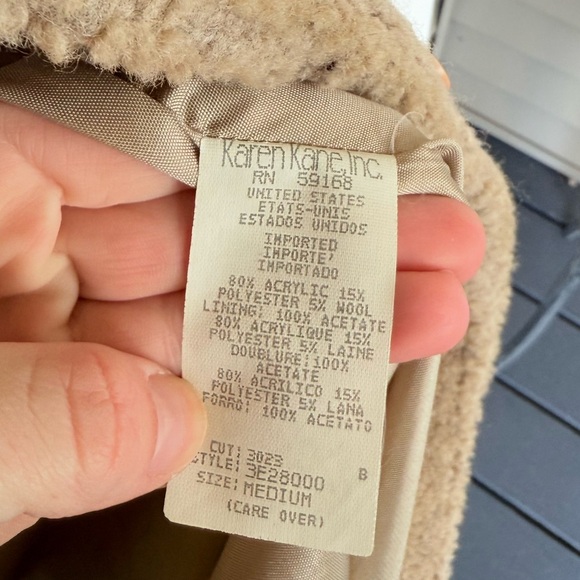 Karen Kane, Inc.
RN 59168
UNITED STATES
ETATS-UNIS
ESTADOS UNIDOS
IMPORTED
IMPORTE'
IMPORTADO
80% ACRYLIC 15%
POLYESTER 5% WOOL
LINING: 100% ACETATE
80% ACRYLIQUE 15%
POLYESTER 5% LAINE
DOUBLURE:100%
ACETATE
80% ACRILICO 15%
POLYESTER 5% LANA
FORRO: 100% ACETATO
CUT: 3023
STYLE: 3E28000 B
SIZE: MEDIUM
(CARE OVER)